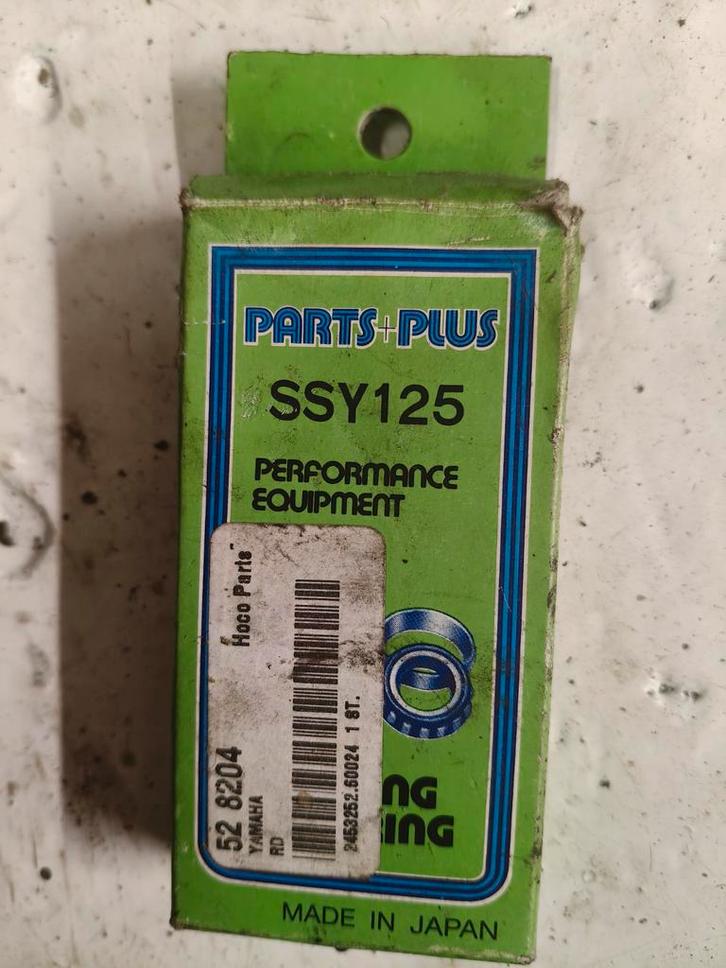 PARTS+PLUS
SSY125
PERFORMANCE
EQUIPMENT
"Hoco Parts"
52 8204
YAMAHA
RD
2453252.60024 1 ST.
NG
ING
MADE IN JAPAN